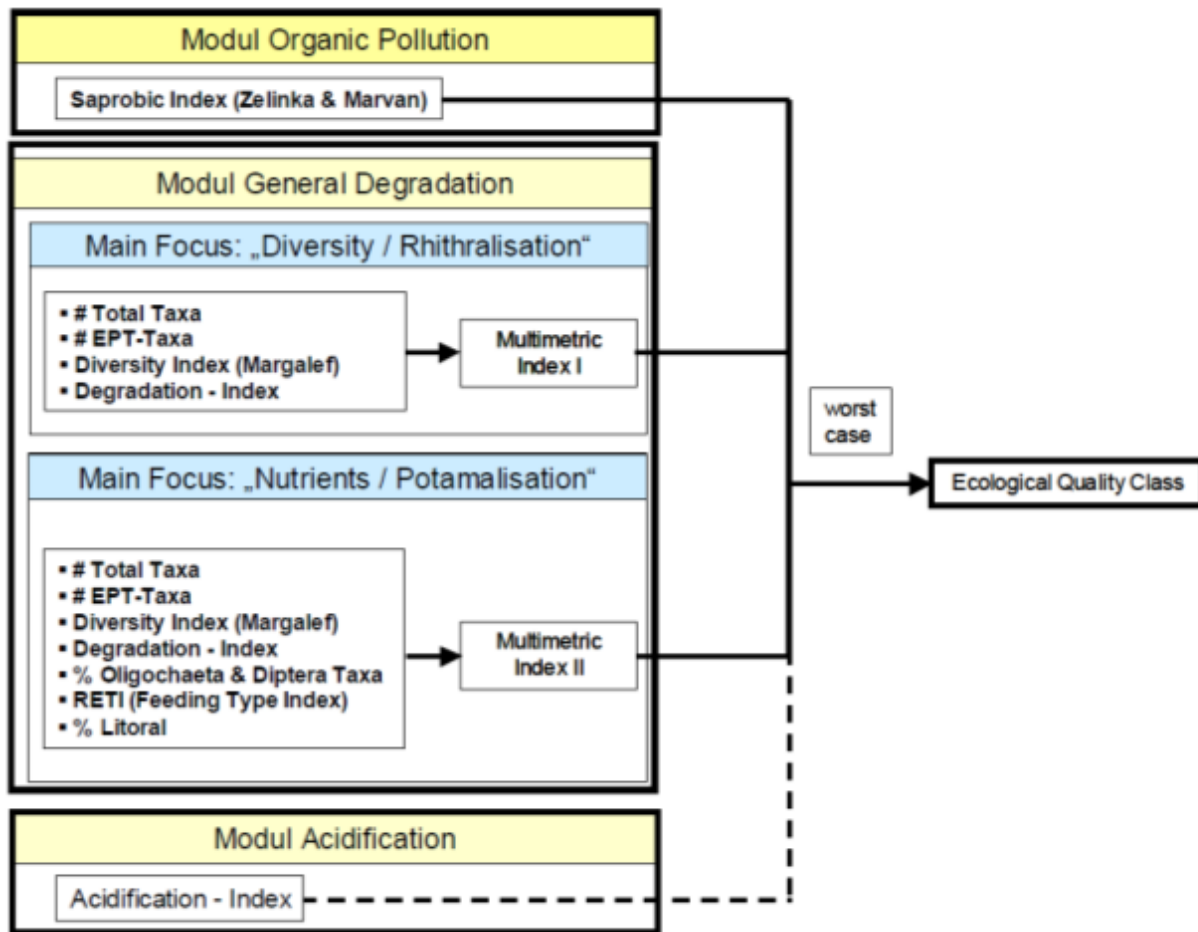 Modul Organic Pollution
Saprobic Index (Zelinka & Marvan)
Modul General Degradation
Main Focus: „Diversity / Rhithralisation“
▪ # Total Taxa
▪ # EPT-Taxa
▪ Diversity Index (Margalef)
▪ Degradation - Index
Multimetric
Index I
Main Focus: „Nutrients / Potamalisation“
▪ # Total Taxa
▪ # EPT-Taxa
▪ Diversity Index (Margalef)
▪ Degradation - Index
▪ % Oligochaeta & Diptera Taxa
▪ RETI (Feeding Type Index)
▪ % Litoral
Multimetric
Index II
Modul Acidification
Acidification - Index
worst
case
Ecological Quality Class